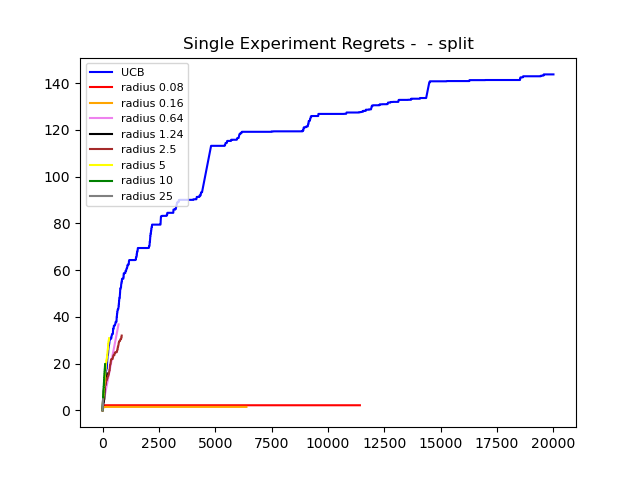 Single Experiment Regrets -  - split
UCB
radius 0.08
radius 0.16
radius 0.64
radius 1.24
radius 2.5
radius 5
radius 10
radius 25
140
120
100
80
60
40
20
0
0 2500 5000 7500 10000 12500 15000 17500 20000